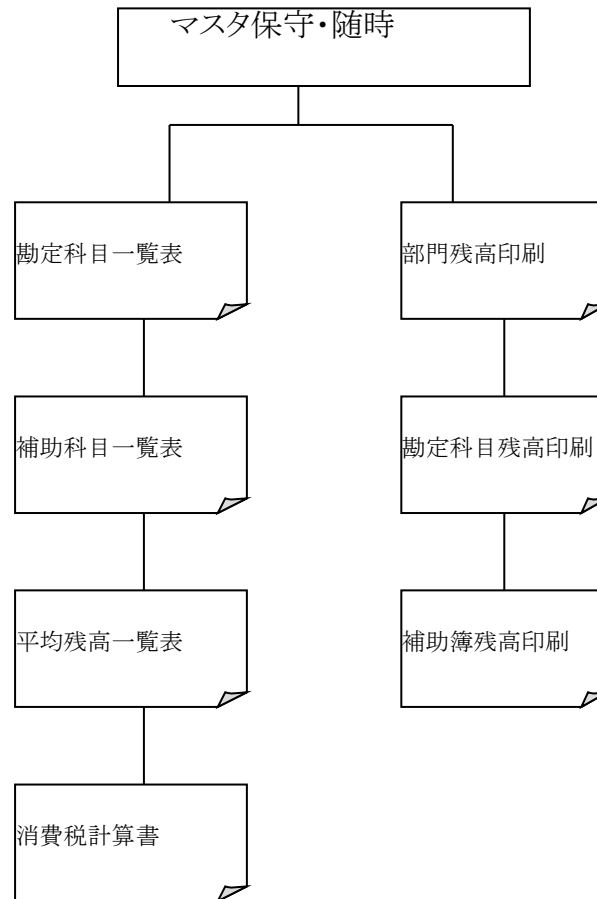 マスタ保守・随時
勘定科目一覧表
部門残高印刷
補助科目一覧表
勘定科目残高印刷
平均残高一覧表
補助簿残高印刷
消費税計算書